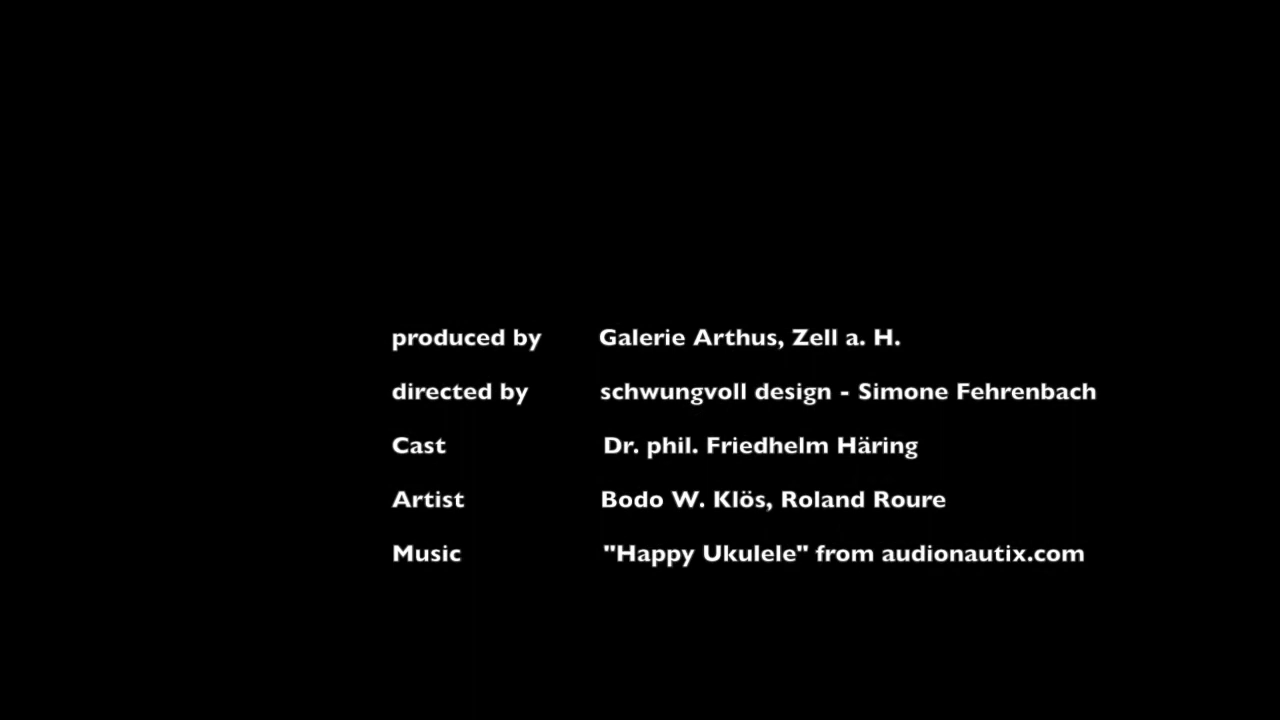 produced by Galerie Arthus, Zell a. H.
directed by schwungvoll design - Simone Fehrenbach
Cast Dr. phil. Friedhelm Häring
Artist Bodo W. Klös, Roland Roure
Music "Happy Ukulele" from audionautix.com